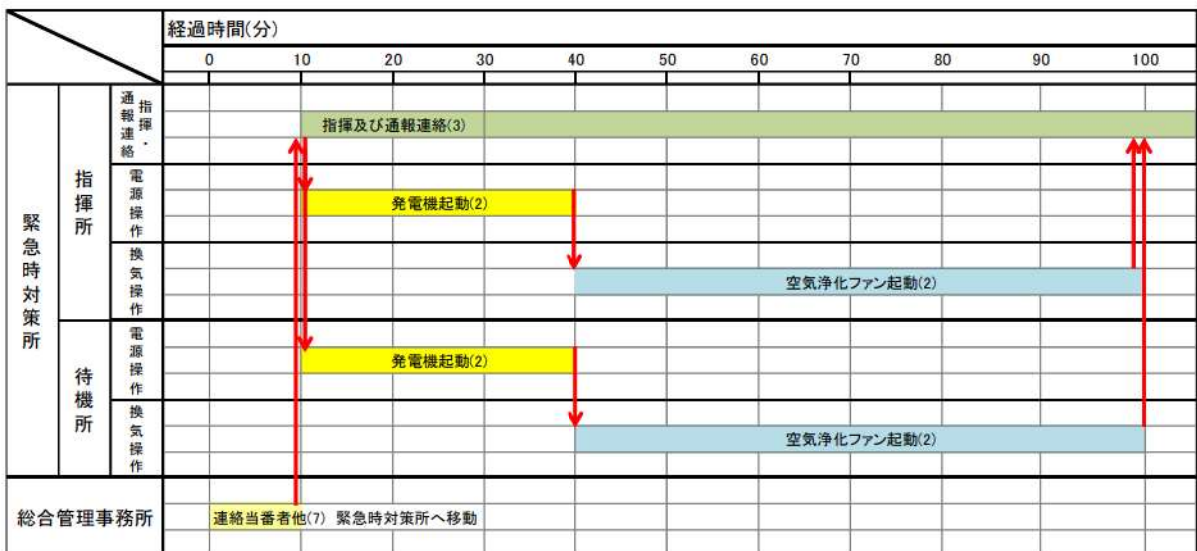 経過時間(分)
0 10 20 30 40 50 60 70 80 90 100
緊急時対策所
指揮所
指揮・通報連絡
指揮及び通報連絡(3)
電源操作
発電機起動(2)
換気操作
空気浄化ファン起動(2)
待機所
電源操作
発電機起動(2)
換気操作
空気浄化ファン起動(2)
総合管理事務所
連絡当番者他(7) 緊急時対策所へ移動